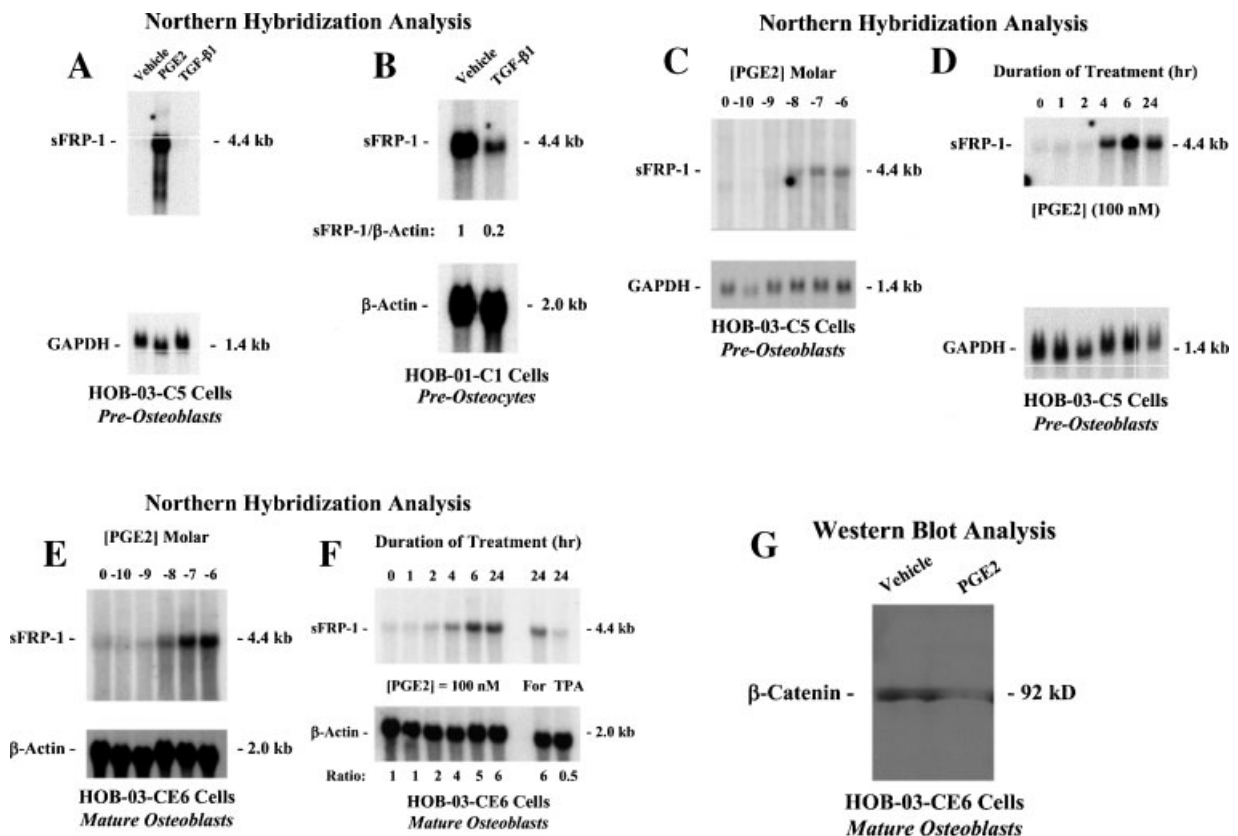 Northern Hybridization Analysis
A
Vehicle
PGE2
TGF-β1
sFRP-1 -
- 4.4 kb
GAPDH -
- 1.4 kb
HOB-03-C5 Cells
Pre-Osteoblasts
B
Vehicle
TGF-β1
sFRP-1 -
- 4.4 kb
sFRP-1/β-Actin: 1 0.2
β-Actin -
- 2.0 kb
HOB-01-C1 Cells
Pre-Osteocytes
Northern Hybridization Analysis
C
[PGE2] Molar
0 -10 -9 -8 -7 -6
sFRP-1 -
- 4.4 kb
GAPDH -
- 1.4 kb
HOB-03-C5 Cells
Pre-Osteoblasts
D
Duration of Treatment (hr)
0 1 2 4 6 24
sFRP-1-
- 4.4 kb
[PGE2] (100 nM)
GAPDH -
- 1.4 kb
HOB-03-C5 Cells
Pre-Osteoblasts
Northern Hybridization Analysis
E
[PGE2] Molar
0 -10 -9 -8 -7 -6
sFRP-1 -
- 4.4 kb
β-Actin -
- 2.0 kb
HOB-03-CE6 Cells
Mature Osteoblasts
F
Duration of Treatment (hr)
0 1 2 4 6 24 24 24
sFRP-1 -
- 4.4 kb
[PGE2] = 100 nM For TPA
β-Actin -
- 2.0 kb
Ratio: 1 1 2 4 5 6 6 0.5
HOB-03-CE6 Cells
Mature Osteoblasts
G
Western Blot Analysis
Vehicle
PGE2
β-Catenin -
- 92 kD
HOB-03-CE6 Cells
Mature Osteoblasts